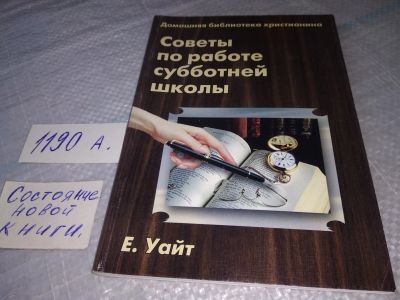 Домашняя библиотека христианина
Советы
по работе
субботней
школы
Е. Уайт
1190 А.
Состояние
новой
книги.